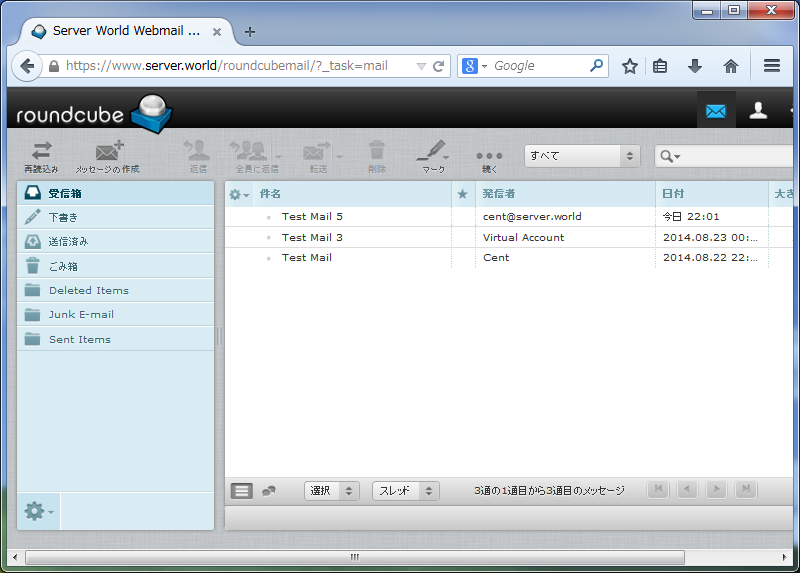 Server World Webmail ...
https://www.server.world/roundcubemail/?_task=mail
Google
roundcube
再読込み
メッセージの作成
返信
全員に返信
転送
削除
マーク
続く
すべて
受信箱
下書き
送信済み
ごみ箱
Deleted Items
Junk E-mail
Sent Items
件名 発信者 日付 大き
Test Mail 5 cent@server.world 今日 22:01
Test Mail 3 Virtual Account 2014.08.23 00:...
Test Mail Cent 2014.08.22 22:...
選択 スレッド 3通の1通目から3通目のメッセージ